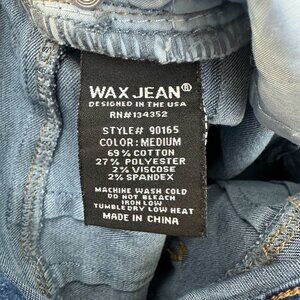 WAX JEAN®
DESIGNED IN THE USA
RN# 134352
STYLE# 90165
COLOR: MEDIUM
69% COTTON
27% POLYESTER
2% VISCOSE
2% SPANDEX
MACHINE WASH COLD
DO NOT BLEACH
IRON LOW
TUMBLE DRY LOW HEAT
MADE IN CHINA